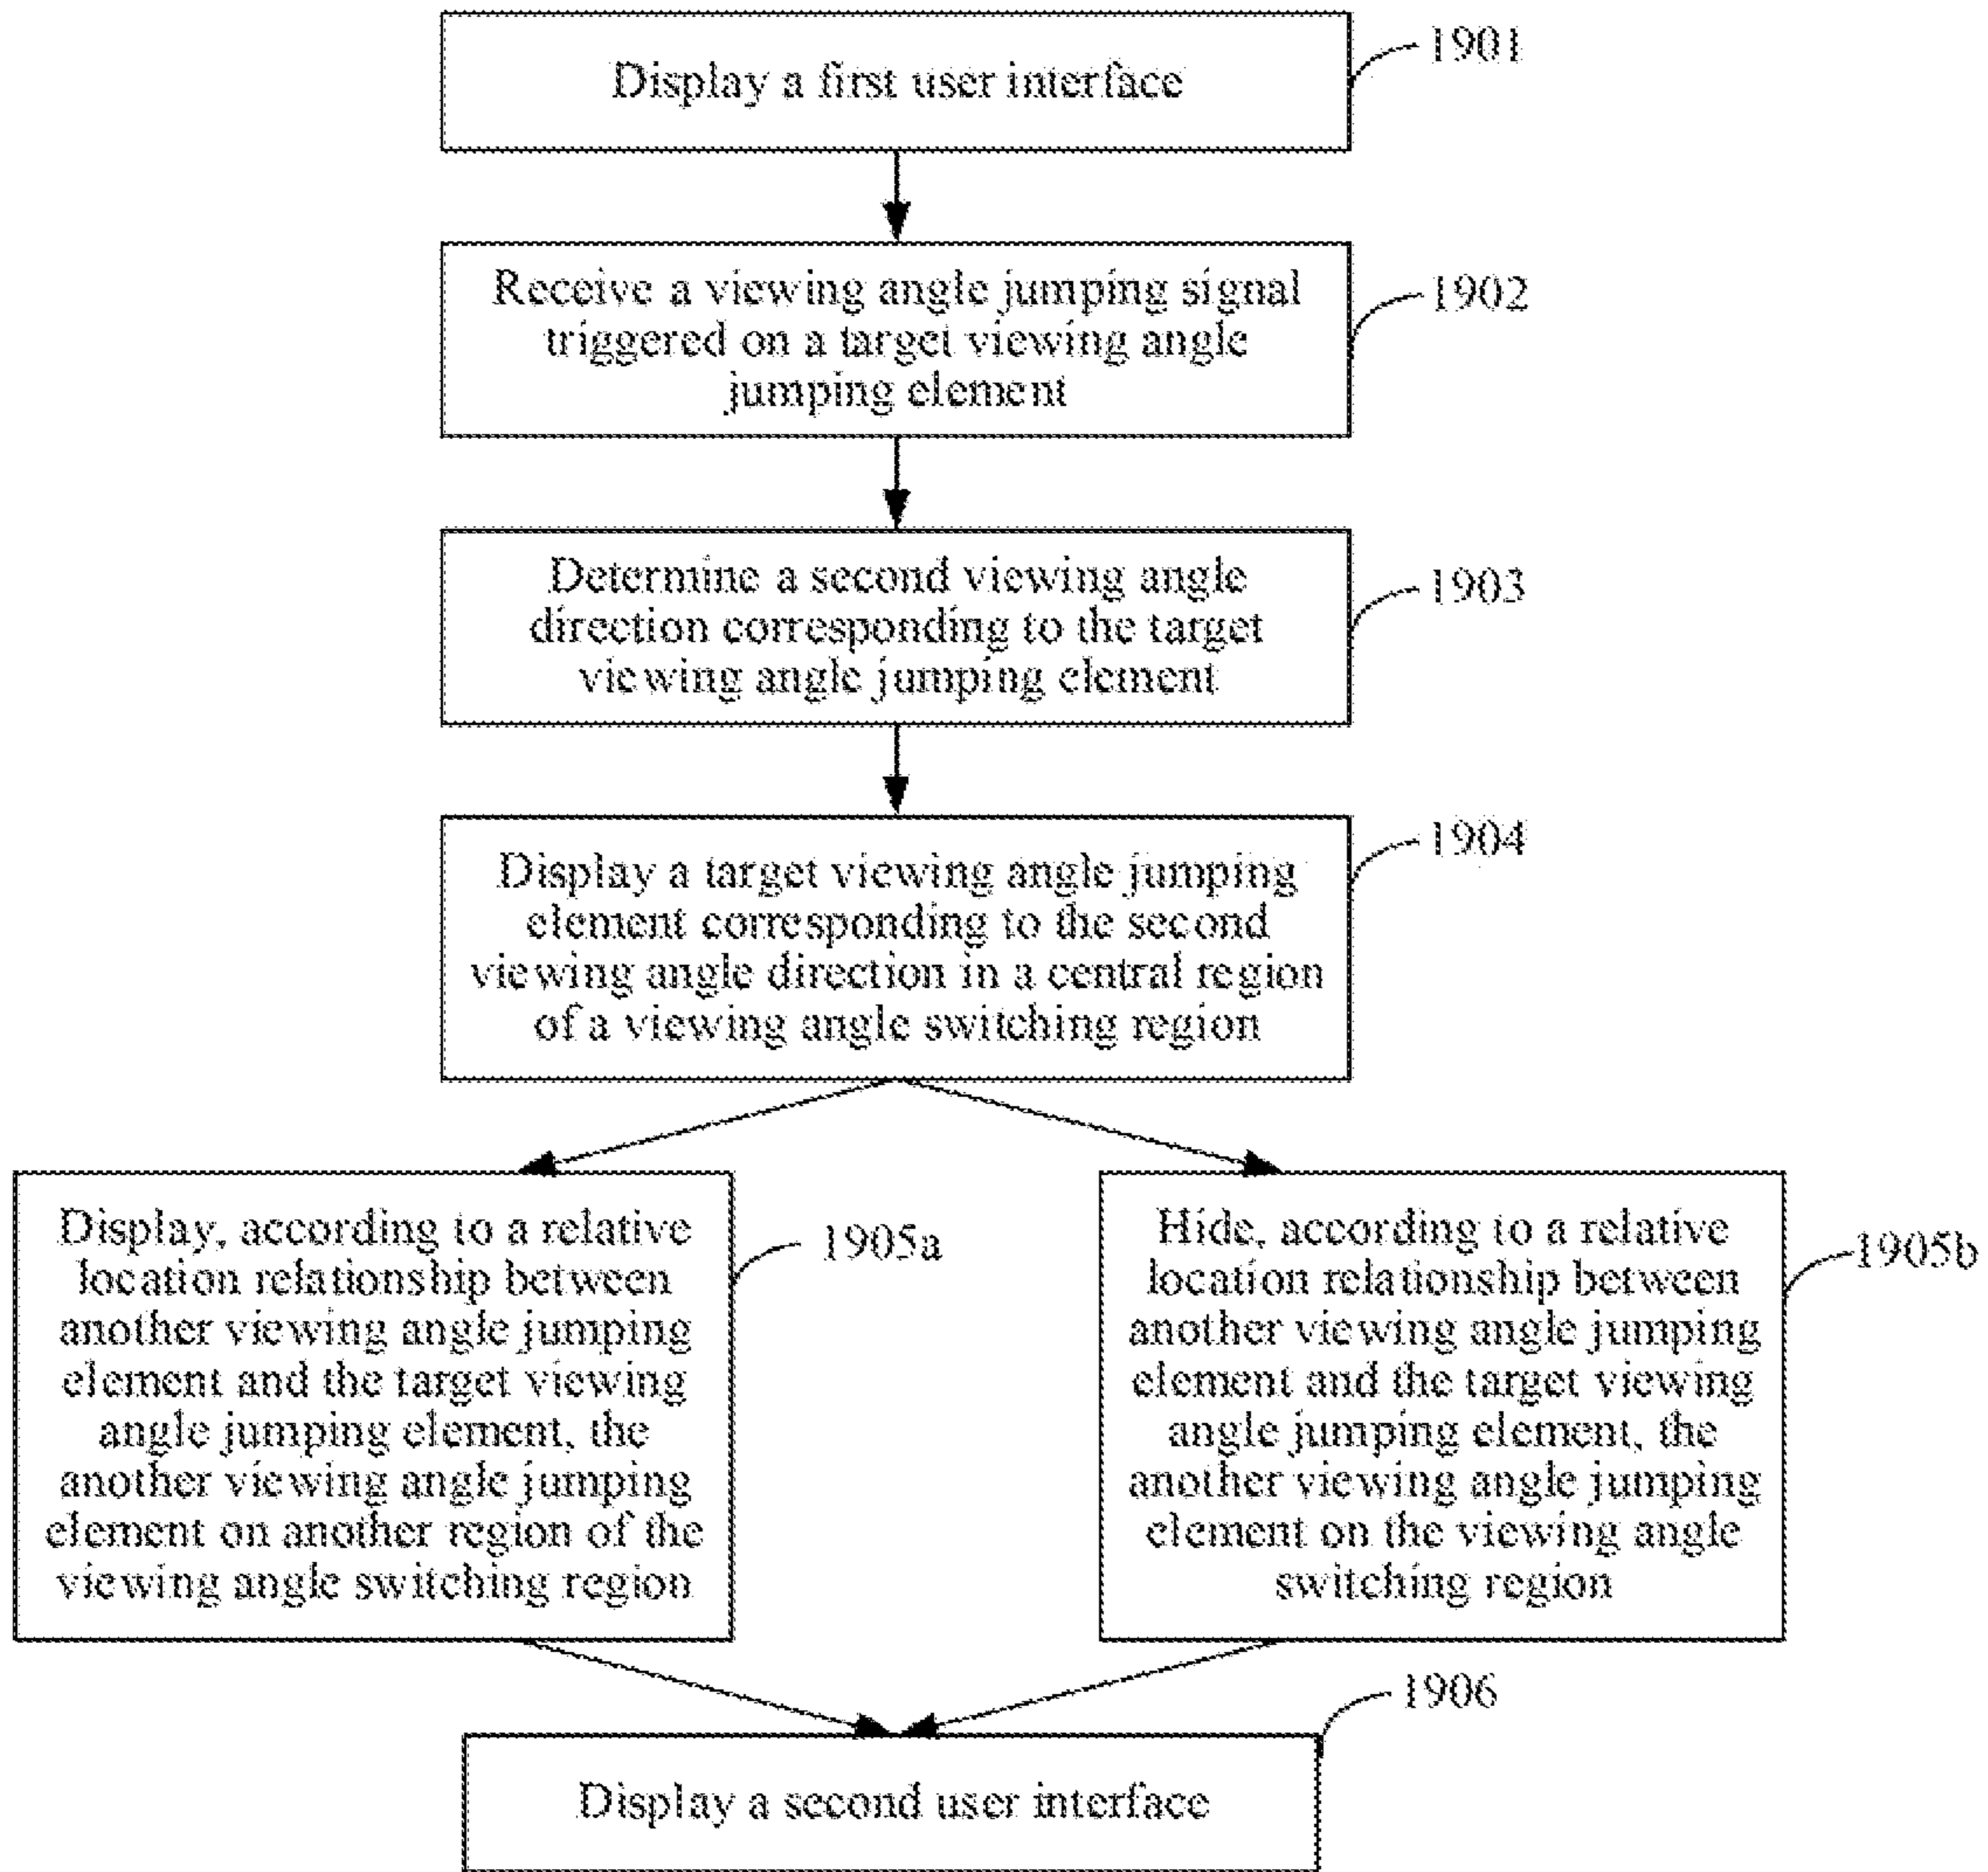 Display a first user interface
1901
Receive a viewing angle jumping signal
triggered on a target viewing angle
jumping element
1902
Determine a second viewing angle
direction corresponding to the target
viewing angle jumping element
1903
Display a target viewing angle jumping
element corresponding to the second
viewing angle direction in a central region
of a viewing angle switching region
1904
Display, according to a relative
location relationship between
another viewing angle jumping
element and the target viewing
angle jumping element, the
another viewing angle jumping
element on another region of the
viewing angle switching region
1905a
Hide, according to a relative
location relationship between
another viewing angle jumping
element and the target viewing
angle jumping element, the
another viewing angle jumping
element on the viewing angle
switching region
1905b
Display a second user interface
1906